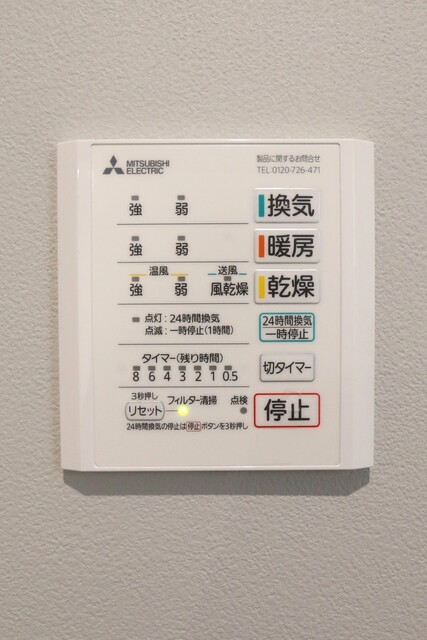 MITSUBISHI
ELECTRIC
製品に関するお問合せ
TEL:0120-726-471
強 弱 換気
強 弱 暖房
温風 送風
強 弱 風乾燥 乾燥
点灯:24時間換気
点滅:一時停止(1時間)
24時間換気
一時停止
タイマー(残り時間)
8 6 4 3 2 1 0.5
切タイマー
3秒押し
リセット フィルター清掃 点検
停止
24時間換気の停止は停止ボタンを3秒押し